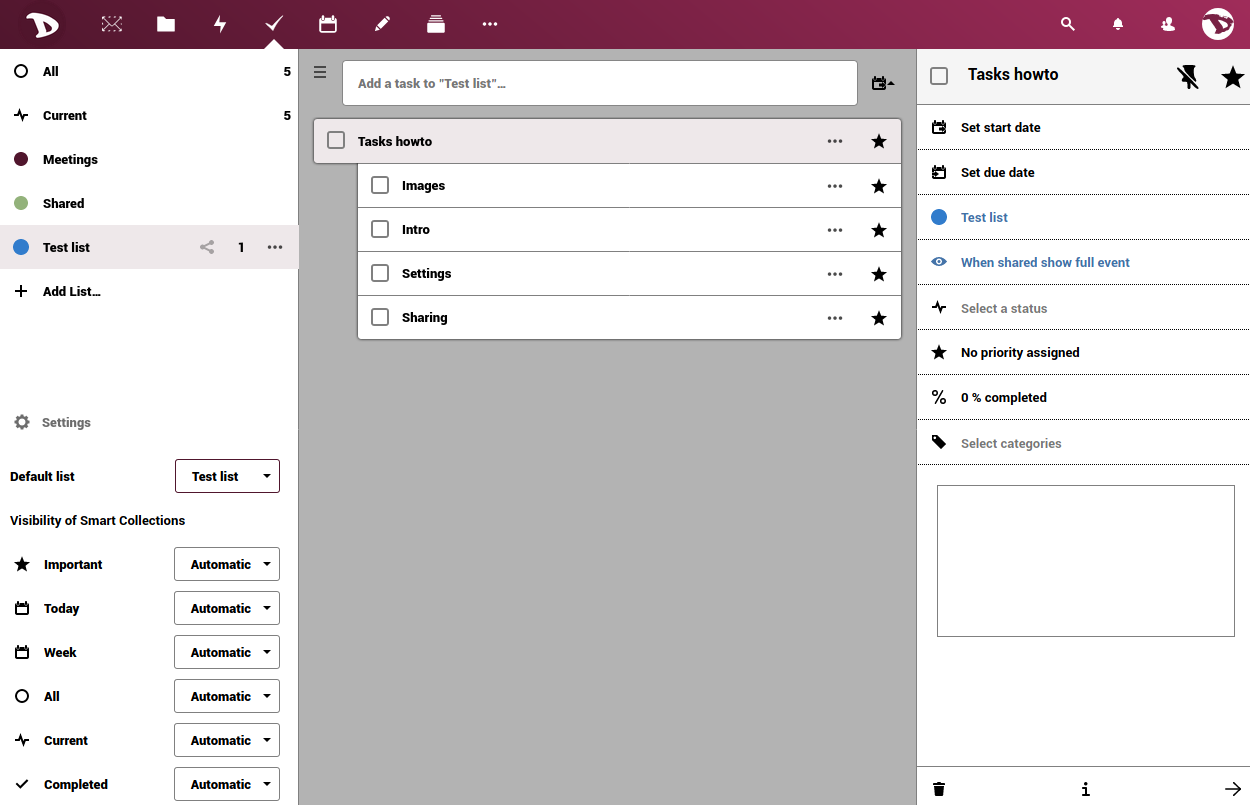 All 5
Current 5
Meetings
Shared
Test list 1
Add List...
Settings
Default list Test list
Visibility of Smart Collections
Important Automatic
Today Automatic
Week Automatic
All Automatic
Current Automatic
Completed Automatic
Add a task to "Test list"...
Tasks howto
Images
Intro
Settings
Sharing
Tasks howto
Set start date
Set due date
Test list
When shared show full event
Select a status
No priority assigned
0 % completed
Select categories